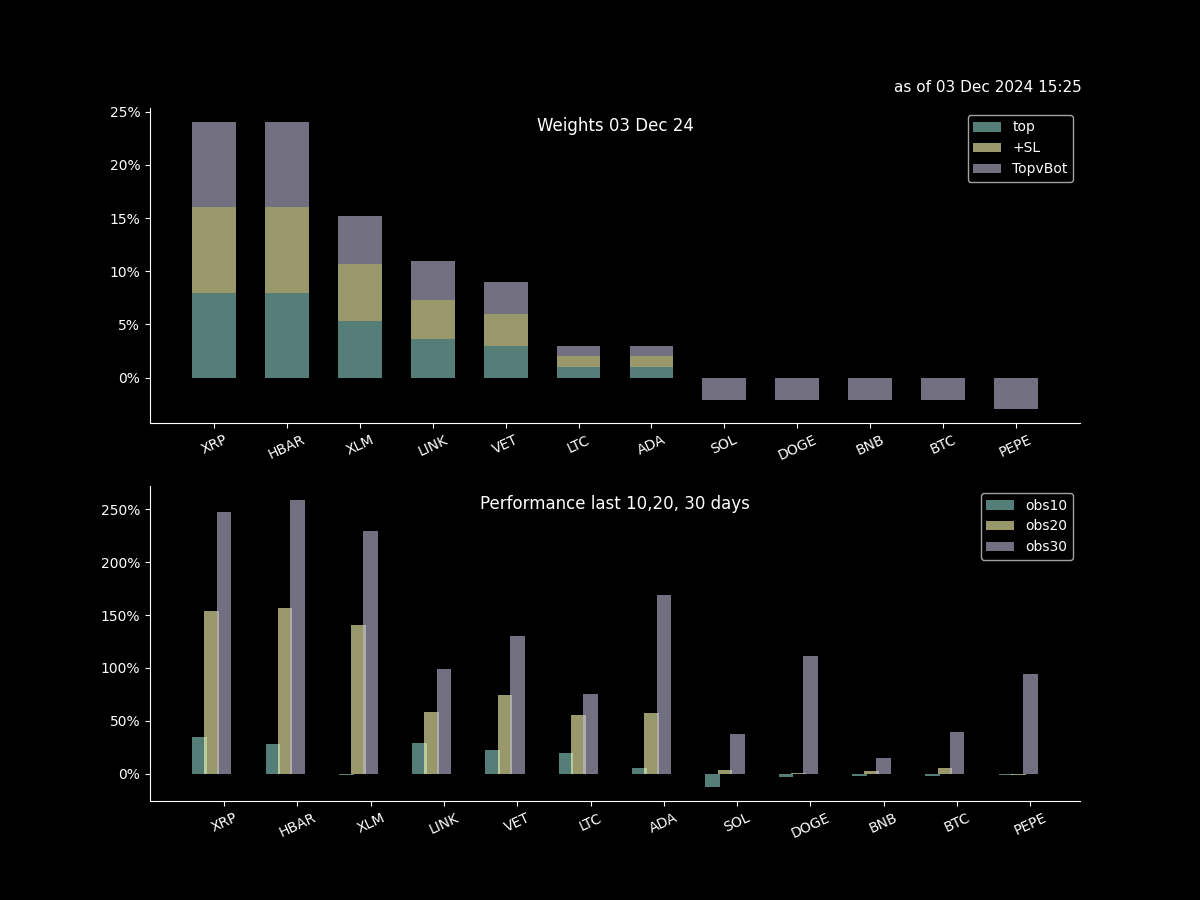 as of 03 Dec 2024 15:25
Weights 03 Dec 24
25%
20%
15%
10%
5%
0%
top
+SL
TopvBot
XRP HBAR XLM LINK VET LTC ADA SOL DOGE BNB BTC PEPE
Performance last 10,20, 30 days
250%
200%
150%
100%
50%
0%
obs10
obs20
obs30
XRP HBAR XLM LINK VET LTC ADA SOL DOGE BNB BTC PEPE